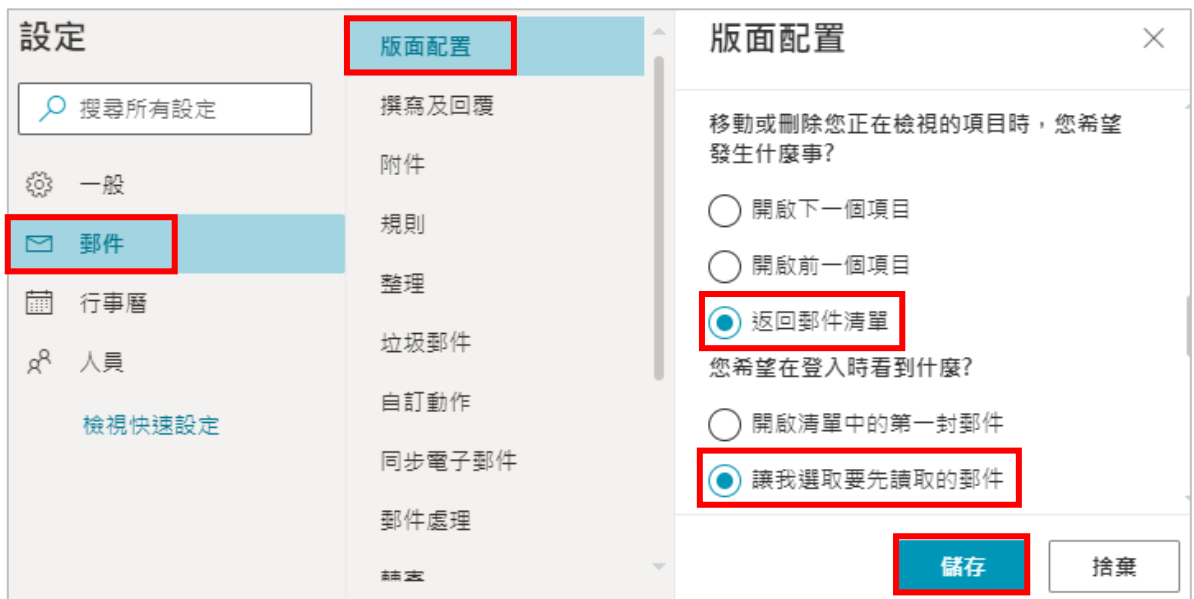 設定
搜尋所有設定
一般
郵件
行事曆
人員
檢視快速設定
版面配置
撰寫及回覆
附件
規則
整理
垃圾郵件
自訂動作
同步電子郵件
郵件處理
版面配置
移動或刪除您正在檢視的項目時，您希望
發生什麼事?
開啟下一個項目
開啟前一個項目
返回郵件清單
您希望在登入時看到什麼?
開啟清單中的第一封郵件
讓我選取要先讀取的郵件
儲存
捨棄